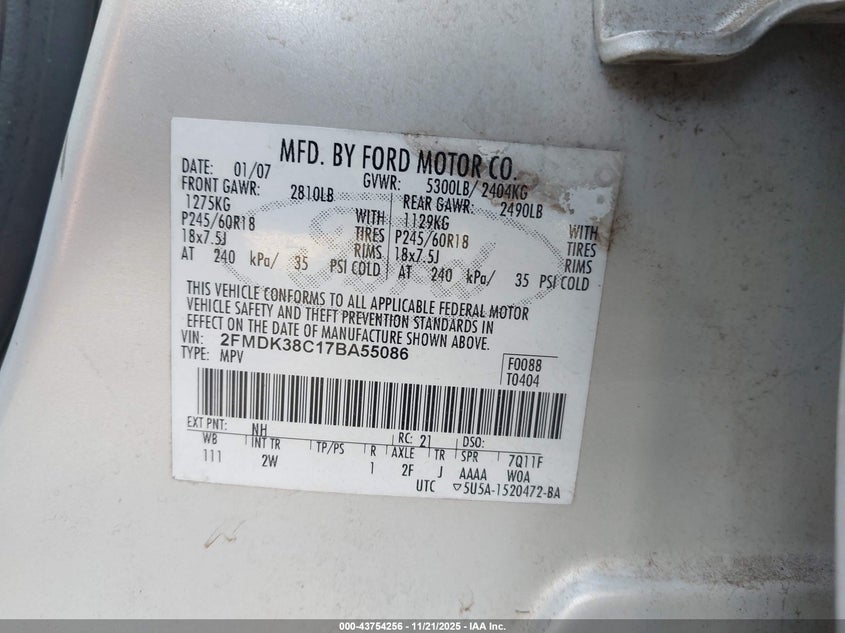 MFD. BY FORD MOTOR CO.
DATE: 01/07 GVWR: 5300LB/ 2404KG
FRONT GAWR: 2810LB REAR GAWR: 2490LB
1275KG WITH 1129KG WITH
P245/60R18 TIRES P245/60R18 TIRES
18x7.5J RIMS 18x7.5J RIMS
AT 240 kPa/ 35 PSI COLD AT 240 kPa/ 35 PSI COLD
THIS VEHICLE CONFORMS TO ALL APPLICABLE FEDERAL MOTOR
VEHICLE SAFETY AND THEFT PREVENTION STANDARDS IN
EFFECT ON THE DATE OF MANUFACTURE SHOWN ABOVE.
VIN: 2FMDK38C17BA55086
TYPE: MPV
F0088
T0404
EXT PNT: NH RC: 21 DSO:
WB INT TR TP/PS R AXLE TR SPR 7Q11F
111 2W 1 2F J AAAA W0A
UTC ▽5U5A-1520472-BA
Ford
000-43754256 | 11/21/2025 | IAA Inc.